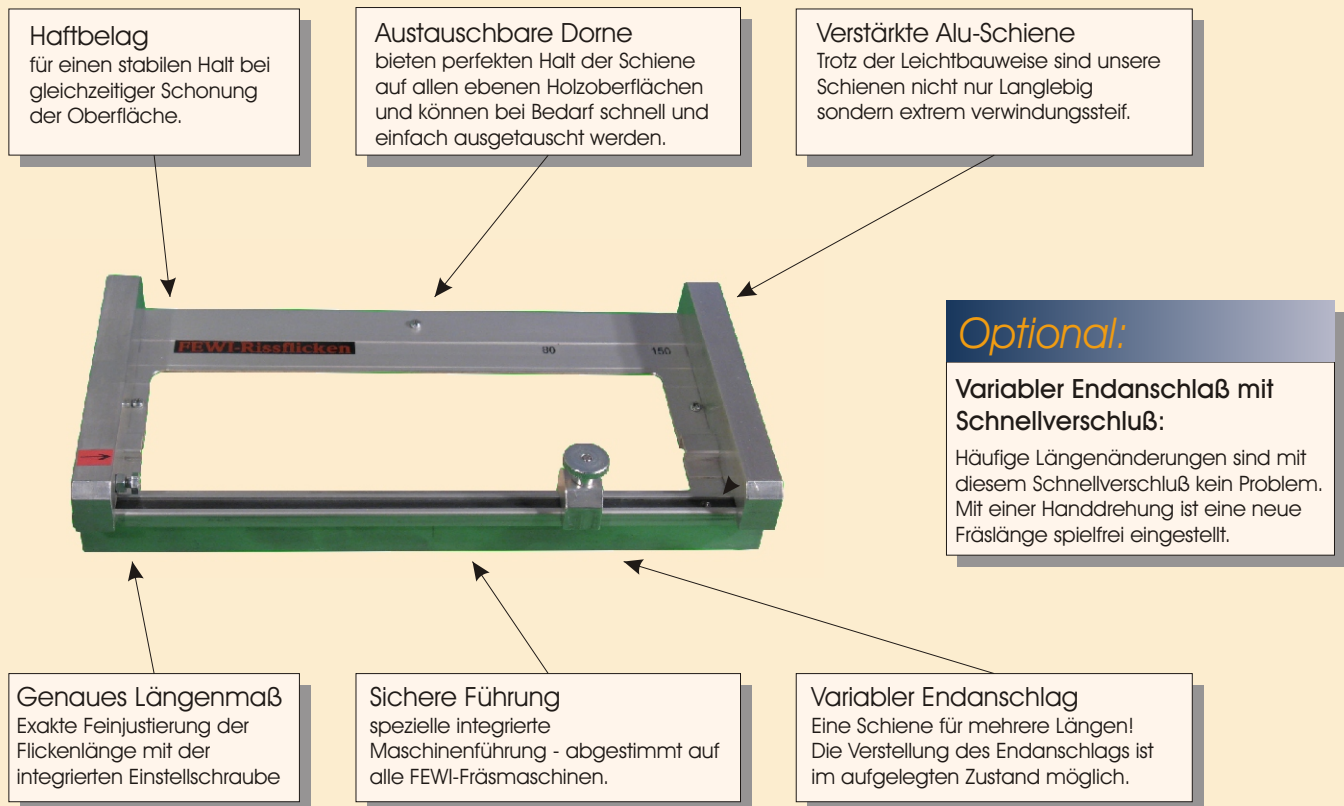 Haftbelag
für einen stabilen Halt bei
gleichzeitiger Schonung
der Oberfläche.
Austauschbare Dorne
bieten perfekten Halt der Schiene
auf allen ebenen Holzoberflächen
und können bei Bedarf schnell und
einfach ausgetauscht werden.
Verstärkte Alu-Schiene
Trotz der Leichtbauweise sind unsere
Schienen nicht nur Langlebig
sondern extrem verwindungssteif.
FEWI-Rissflicken
80
150
Optional:
Variabler Endanschlaß mit
Schnellverschluß:
Häufige Längenänderungen sind mit
diesem Schnellverschluß kein Problem.
Mit einer Handdrehung ist eine neue
Fräslänge spielfrei eingestellt.
Genaues Längenmaß
Exakte Feinjustierung der
Flickenlänge mit der
integrierten Einstellschraube
Sichere Führung
spezielle integrierte
Maschinenführung - abgestimmt auf
alle FEWI-Fräsmaschinen.
Variabler Endanschlag
Eine Schiene für mehrere Längen!
Die Verstellung des Endanschlags ist
im aufgelegten Zustand möglich.